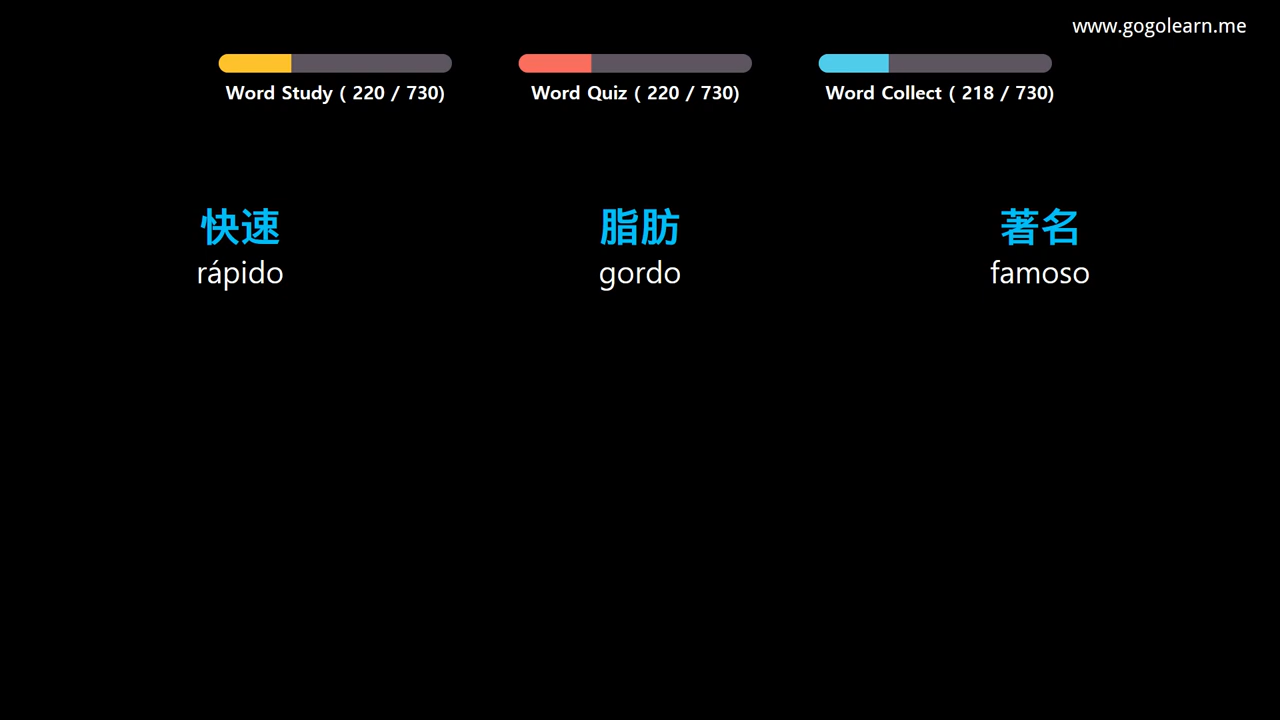 www.gogolearn.me
Word Study ( 220 / 730)
Word Quiz ( 220 / 730)
Word Collect ( 218 / 730)
快速
脂肪
著名
rápido
gordo
famoso